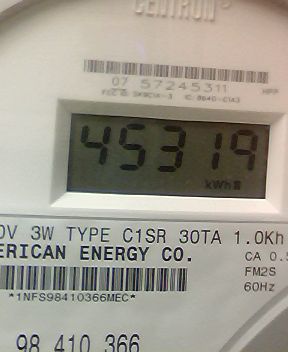 CENTRON®
07 57245311
45319
kWh
0V 3W TYPE C1SR 30TA 1.0Kh
ERICAN ENERGY CO.
CA 0.5
FM2S
60Hz
*1NFS98410366MEC*
98 410 366